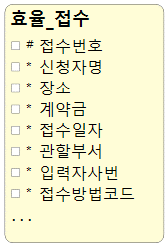 효율_접수
□ # 접수번호
□ * 신청자명
□ * 장소
□ * 계약금
□ * 접수일자
□ * 관할부서
□ * 입력자사번
□ * 접수방법코드
...